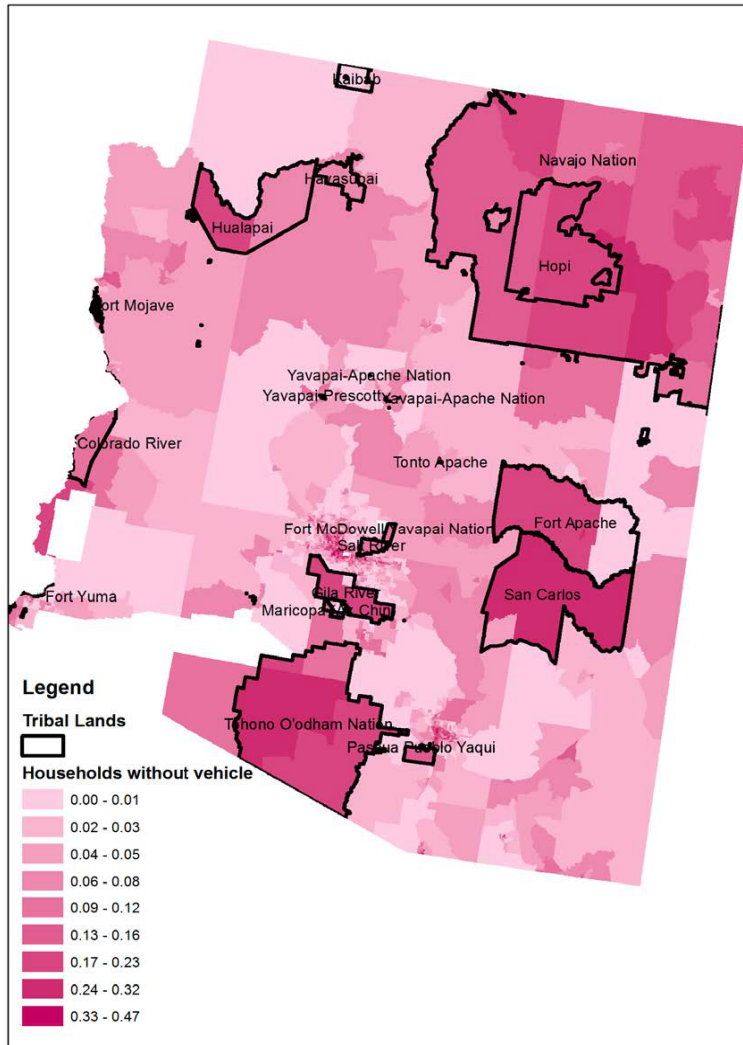 Kaibab
Navajo Nation
Havasupai
Hualapai
Hopi
Fort Mojave
Yavapai-Apache Nation
Yavapai-Prescott
Yavapai-Apache Nation
Colorado River
Tonto Apache
Fort McDowell Yavapai Nation
Fort Apache
Salt River
Gila River
San Carlos
Fort Yuma
Maricopa (Ak Chin)
Legend
Tribal Lands
Tohono O'odham Nation
Pascua Pueblo Yaqui
Households without vehicle
0.00 - 0.01
0.02 - 0.03
0.04 - 0.05
0.06 - 0.08
0.09 - 0.12
0.13 - 0.16
0.17 - 0.23
0.24 - 0.32
0.33 - 0.47